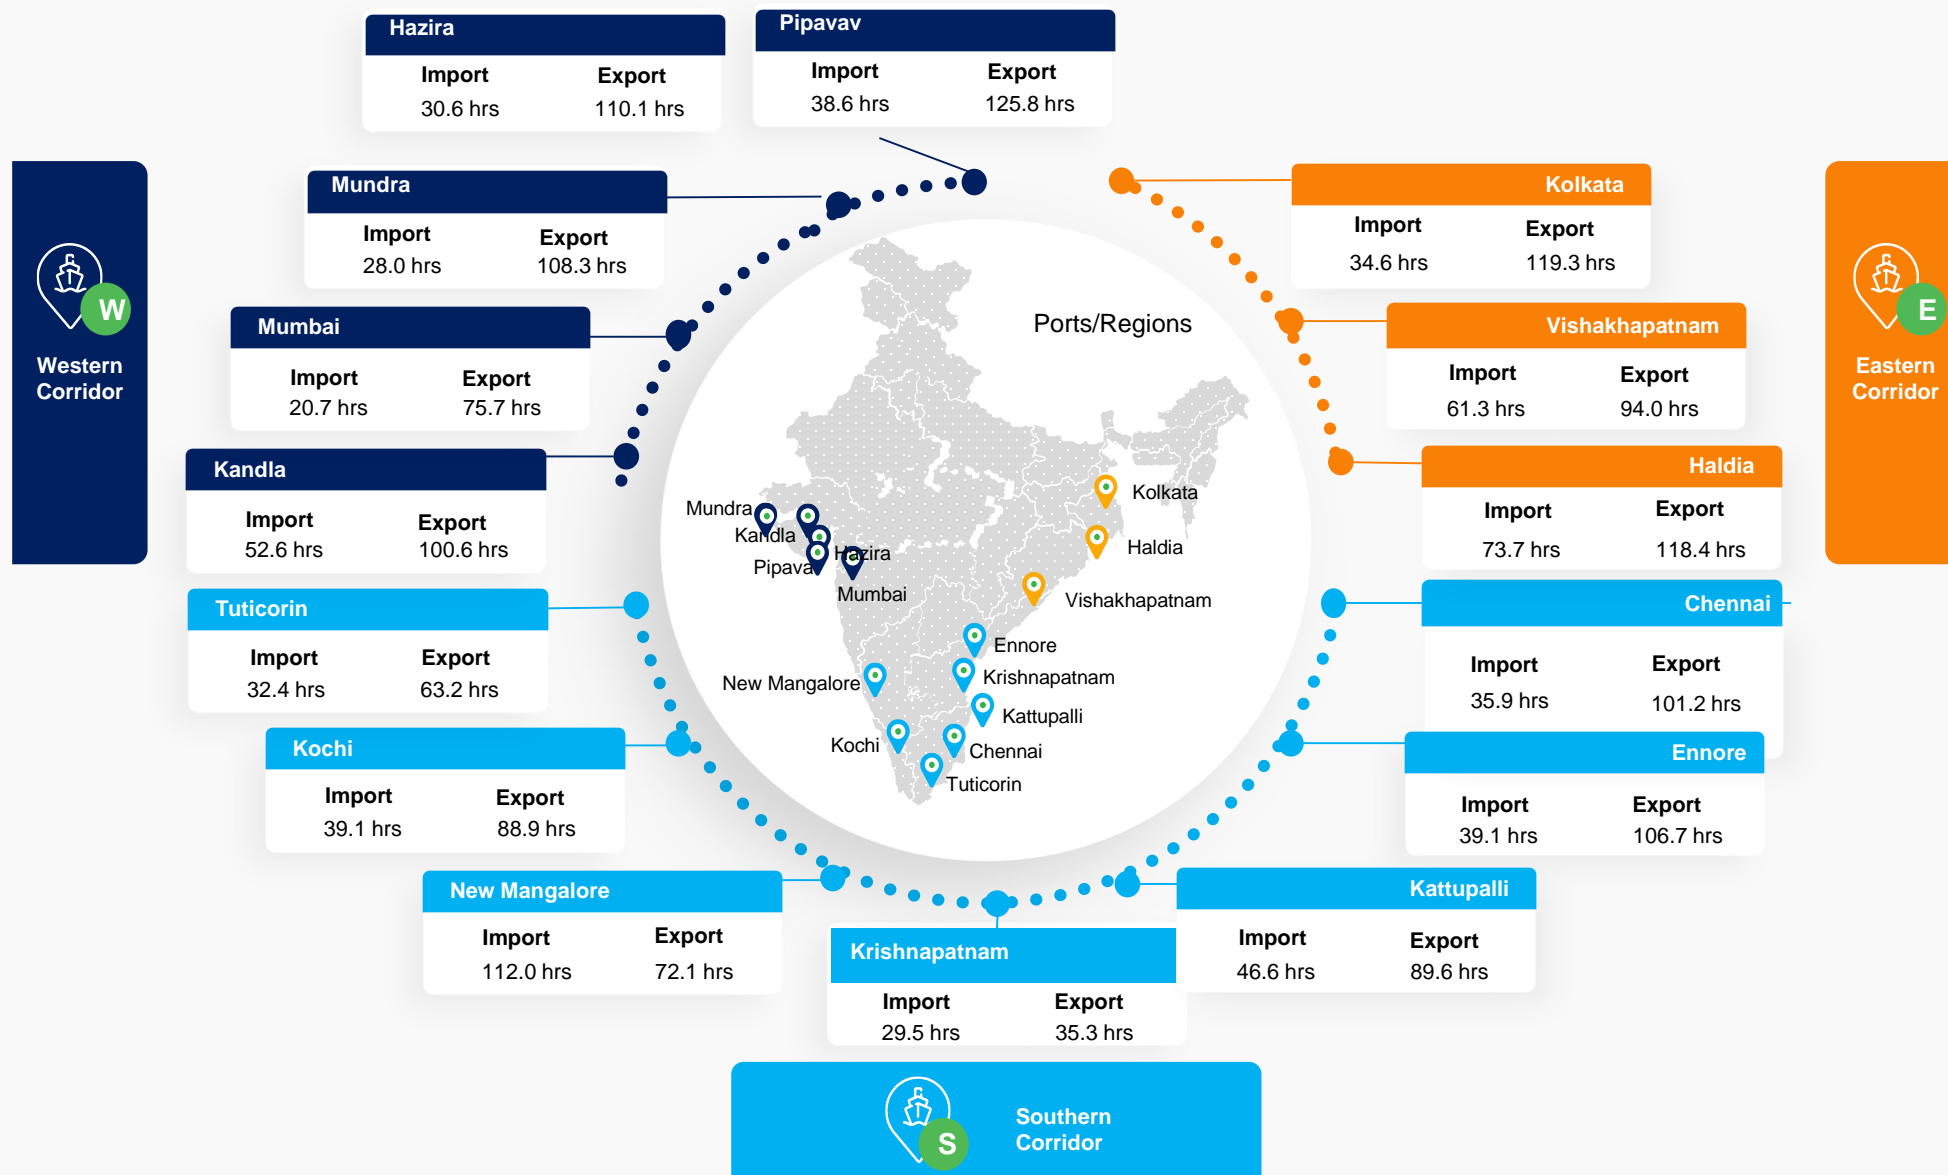 Hazira
Import Export
30.6 hrs 110.1 hrs
Pipavav
Import Export
38.6 hrs 125.8 hrs
Mundra
Import Export
28.0 hrs 108.3 hrs
Mumbai
Import Export
20.7 hrs 75.7 hrs
Kandla
Import Export
52.6 hrs 100.6 hrs
W
Western
Corridor
Kolkata
Import Export
34.6 hrs 119.3 hrs
Vishakhapatnam
Import Export
61.3 hrs 94.0 hrs
Haldia
Import Export
73.7 hrs 118.4 hrs
E
Eastern
Corridor
Ports/Regions
Mundra
Kandla
Hazira
Pipava
Mumbai
Kolkata
Haldia
Vishakhapatnam
Ennore
Krishnapatnam
New Mangalore
Kattupalli
Kochi
Chennai
Tuticorin
Tuticorin
Import Export
32.4 hrs 63.2 hrs
Kochi
Import Export
39.1 hrs 88.9 hrs
New Mangalore
Import Export
112.0 hrs 72.1 hrs
Krishnapatnam
Import Export
29.5 hrs 35.3 hrs
Chennai
Import Export
35.9 hrs 101.2 hrs
Ennore
Import Export
39.1 hrs 106.7 hrs
Kattupalli
Import Export
46.6 hrs 89.6 hrs
S
Southern
Corridor